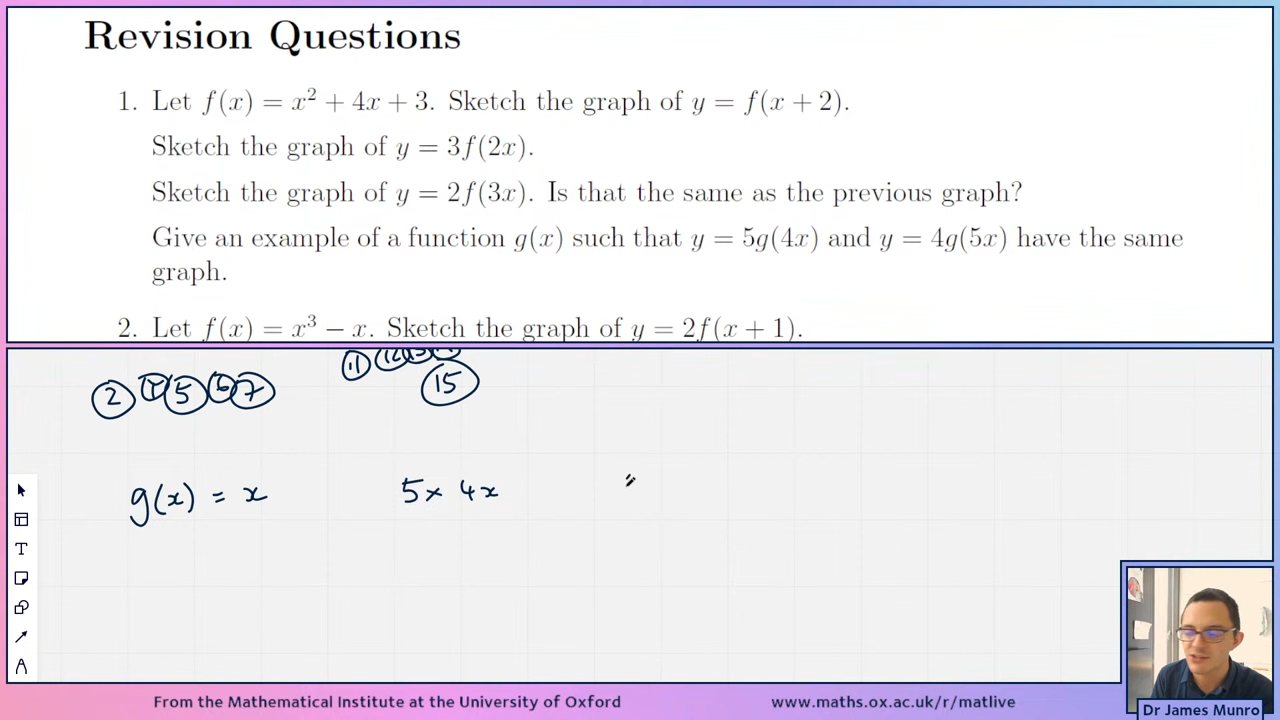 Revision Questions
1. Let f(x) = x² + 4x + 3. Sketch the graph of y = f(x + 2).
Sketch the graph of y = 3f(2x).
Sketch the graph of y = 2f(3x). Is that the same as the previous graph?
Give an example of a function g(x) such that y = 5g(4x) and y = 4g(5x) have the same
graph.
2. Let f(x) = x³ − x. Sketch the graph of y = 2f(x + 1).
11 12
2 5 7 15
g(x) = x 5 × 4x
T
From the Mathematical Institute at the University of Oxford www.maths.ox.ac.uk/r/matlive
Dr James Munro